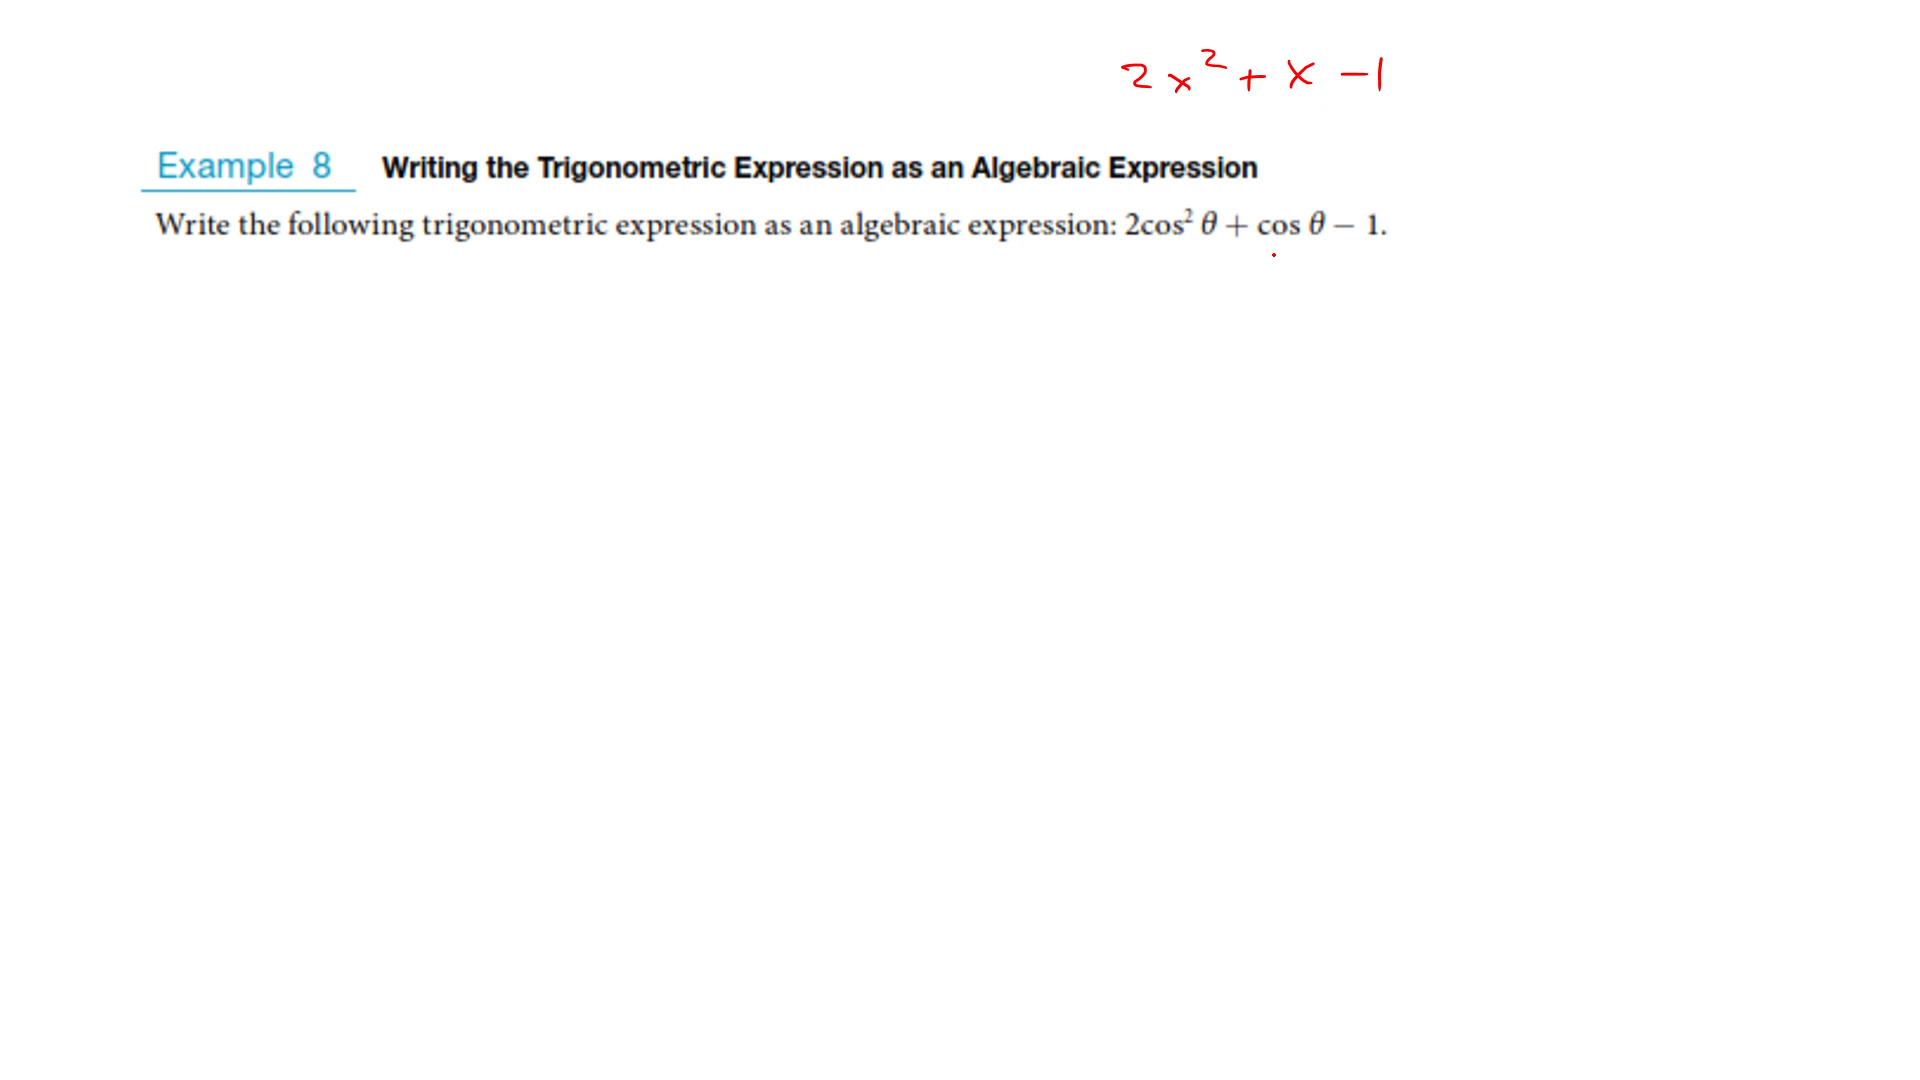 2x² + x − 1
Example 8 Writing the Trigonometric Expression as an Algebraic Expression
Write the following trigonometric expression as an algebraic expression: 2cos² θ + cos θ − 1.